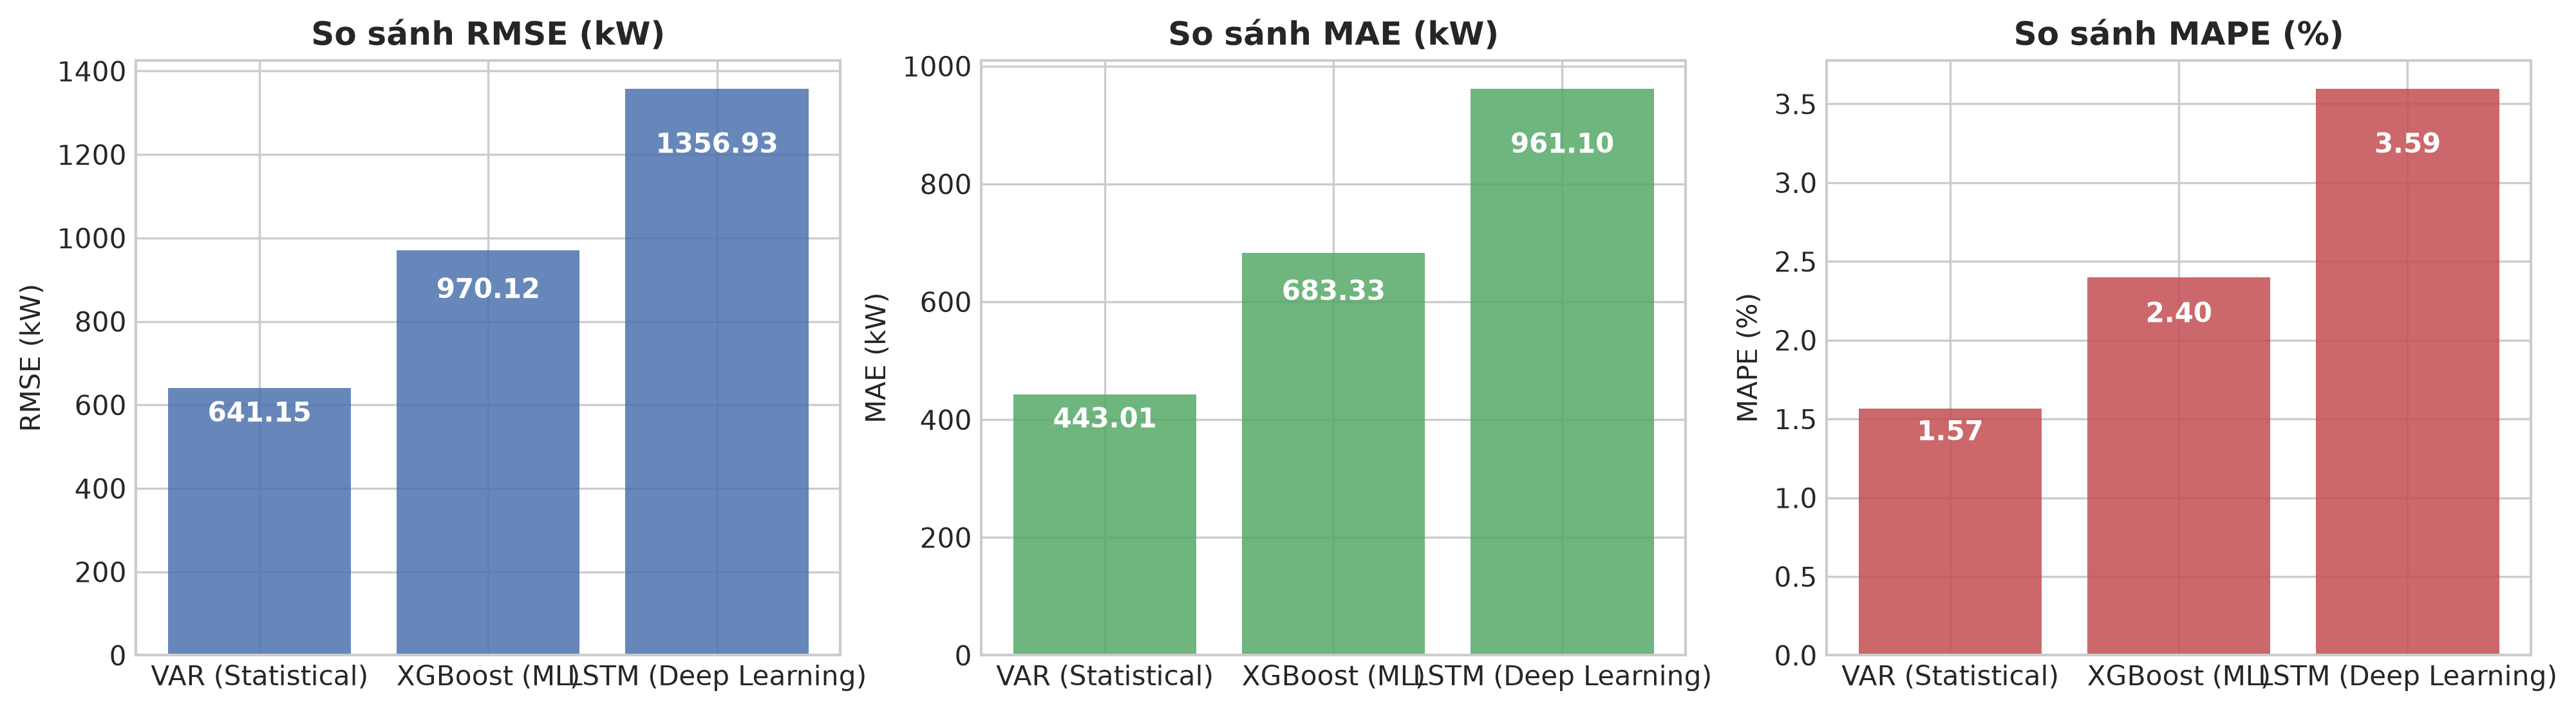 So sánh RMSE (kW)
RMSE (kW)
1400
1200
1000
800
600
400
200
0
1356.93
970.12
641.15
VAR (Statistical)
XGBoost (ML)
LSTM (Deep Learning)
So sánh MAE (kW)
MAE (kW)
1000
800
600
400
200
0
961.10
683.33
443.01
VAR (Statistical)
XGBoost (ML)
LSTM (Deep Learning)
So sánh MAPE (%)
MAPE (%)
3.5
3.0
2.5
2.0
1.5
1.0
0.5
0.0
3.59
2.40
1.57
VAR (Statistical)
XGBoost (ML)
LSTM (Deep Learning)